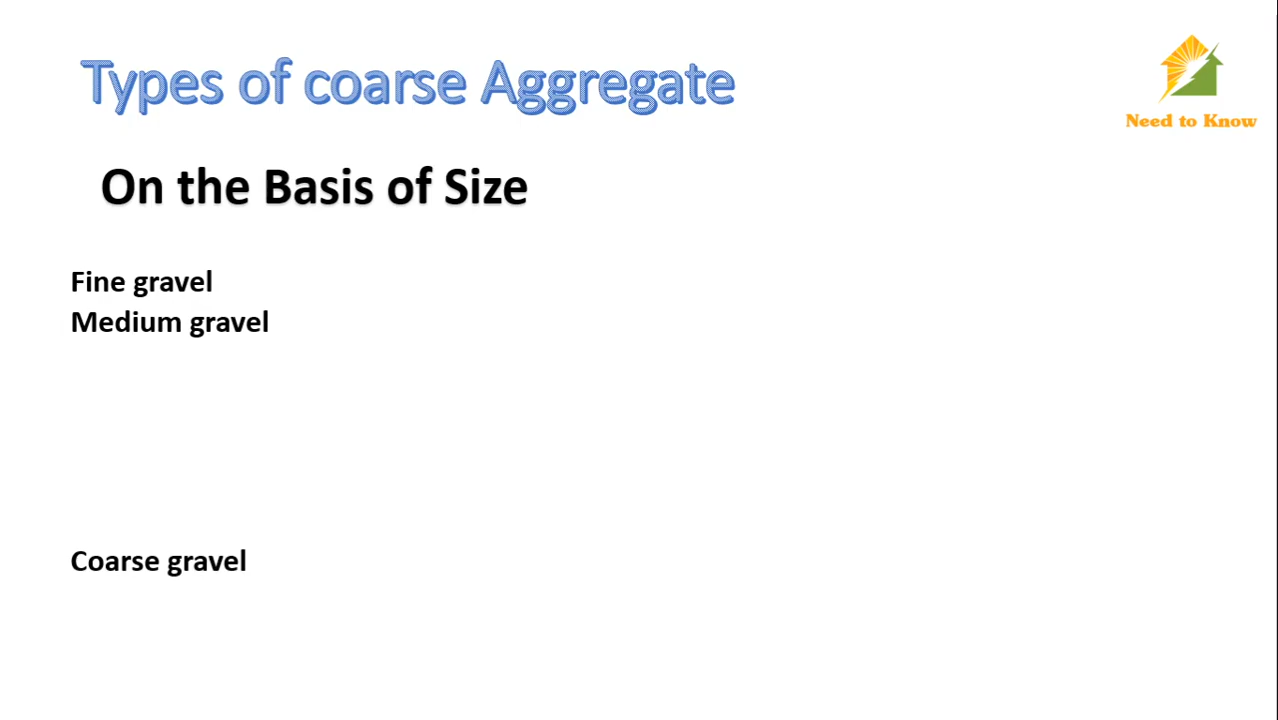 Types of coarse Aggregate
Need to Know
On the Basis of Size
Fine gravel
Medium gravel
Coarse gravel